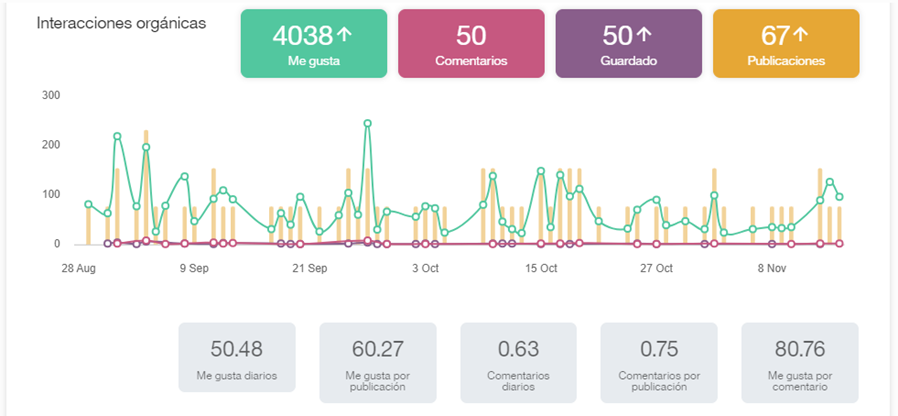 Interacciones orgánicas
4038↑
Me gusta
50
Comentarios
50↑
Guardado
67↑
Publicaciones
300
200
100
0
28 Aug
9 Sep
21 Sep
3 Oct
15 Oct
27 Oct
8 Nov
50.48
Me gusta diarios
60.27
Me gusta por
publicación
0.63
Comentarios
diarios
0.75
Comentarios por
publicación
80.76
Me gusta por
comentario